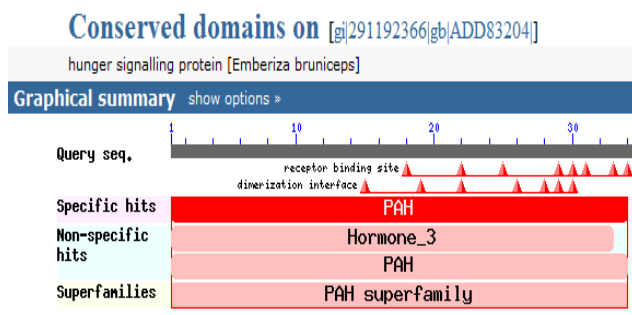 Conserved domains on [gi|291192366|gb|ADD83204|]
hunger signalling protein [Emberiza bruniceps]
Graphical summary show options »
1 10 20 30
Query seq.
receptor binding site
dimerization interface
Specific hits PAH
Non-specific hits Hormone_3
PAH
Superfamilies PAH superfamily